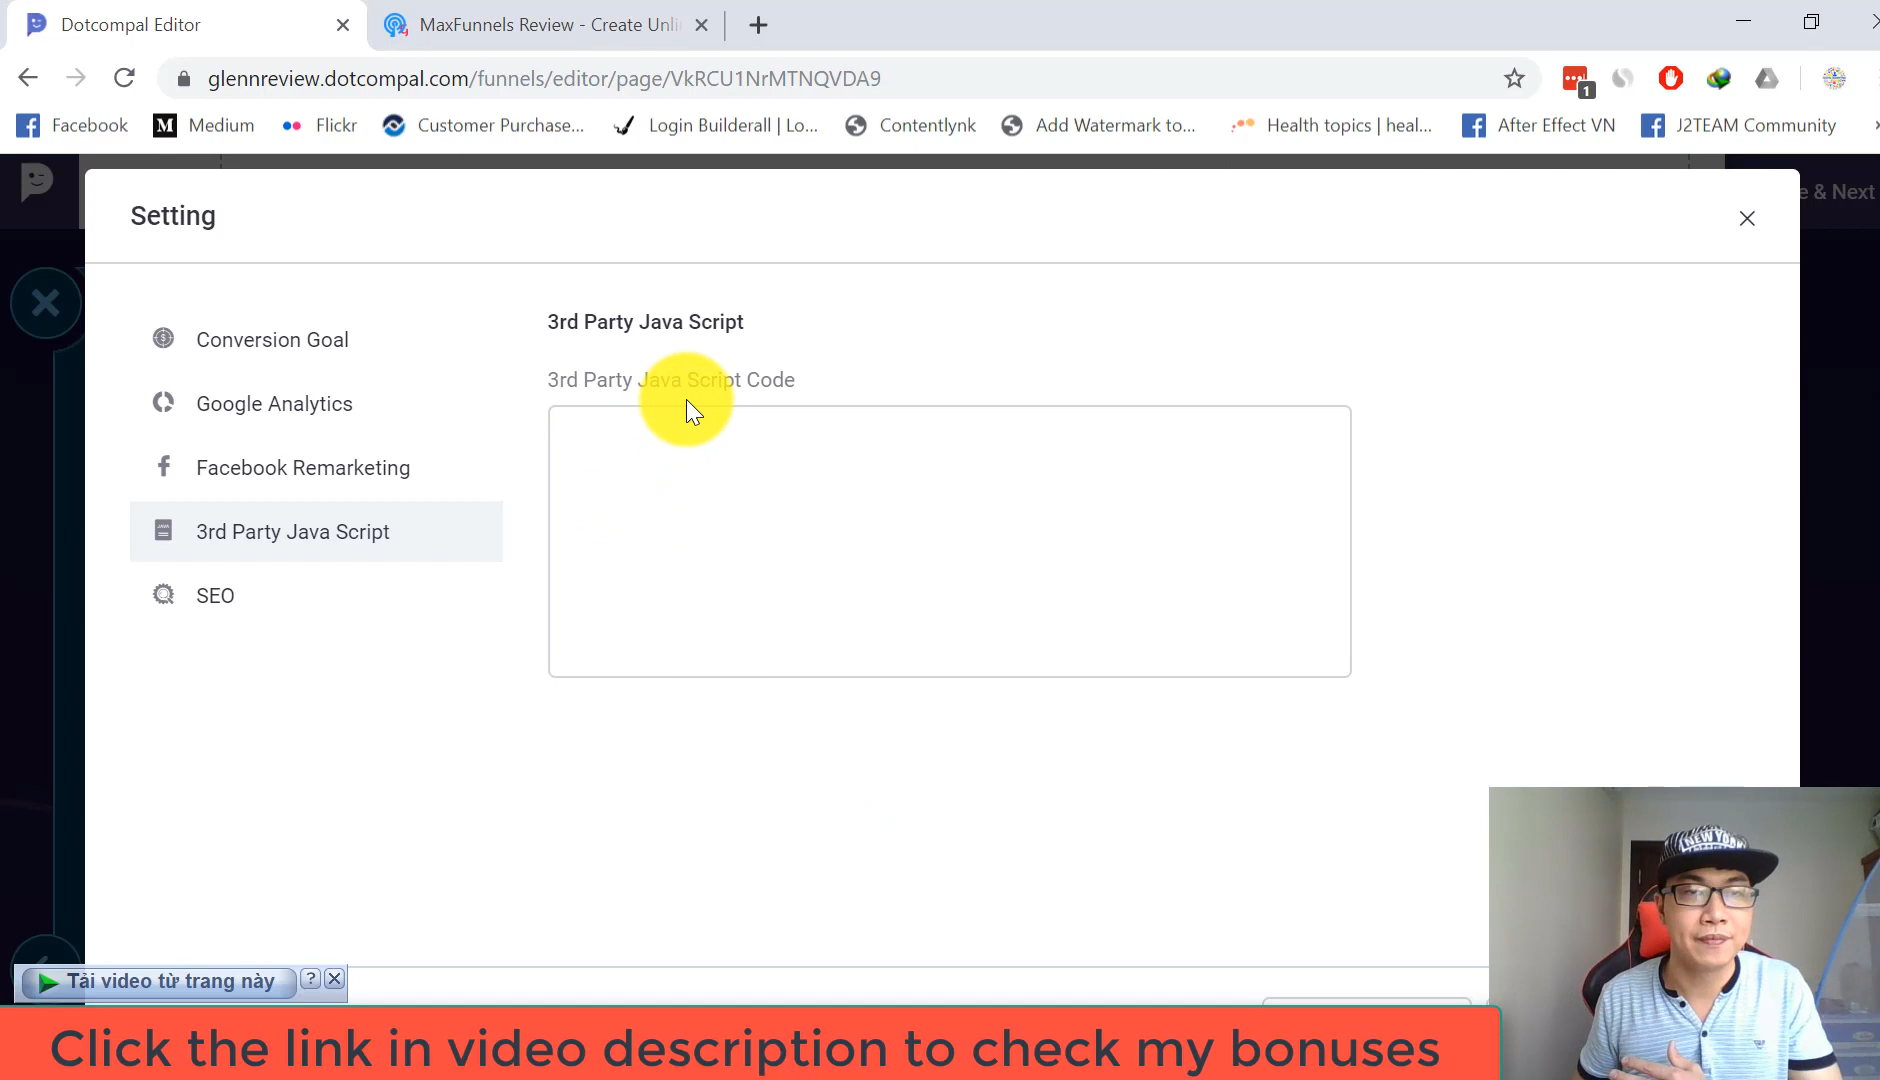 Dotcompal Editor
MaxFunnels Review - Create Unli
glennreview.dotcompal.com/funnels/editor/page/VkRCU1NrMTNQVDA9
1
Facebook
Medium
Flickr
Customer Purchase...
Login Builderall | Lo...
Contentlynk
Add Watermark to...
Health topics | heal...
After Effect VN
J2TEAM Community
e & Next
Setting
Conversion Goal
Google Analytics
Facebook Remarketing
3rd Party Java Script
SEO
3rd Party Java Script
3rd Party Java Script Code
NEW YORK
Tải video từ trang này
?
Click the link in video description to check my bonuses